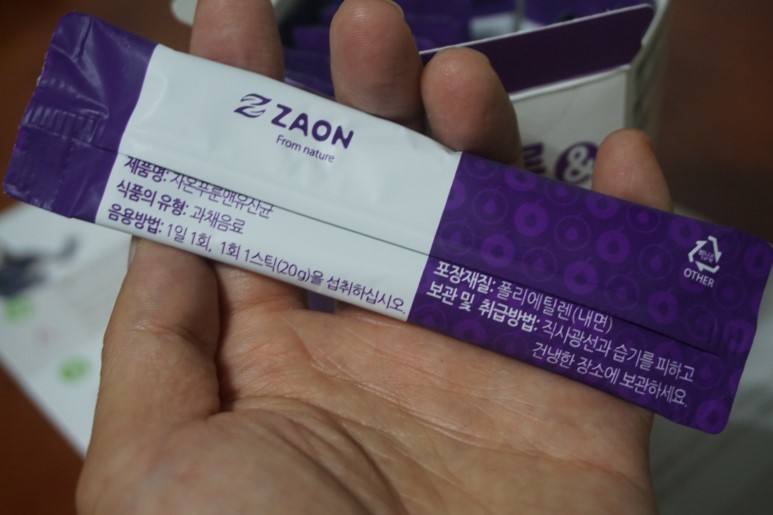 ZAON
From nature
제품명: 자온푸룬앤유산균
식품의 유형: 과채음료
음용방법: 1일 1회, 1회 1스틱(20g)을 섭취하십시오.
OTHER
포장재질: 폴리에틸렌(내면)
보관 및 취급방법: 직사광선과 습기를 피하고
건냉한 장소에 보관하세요.
&